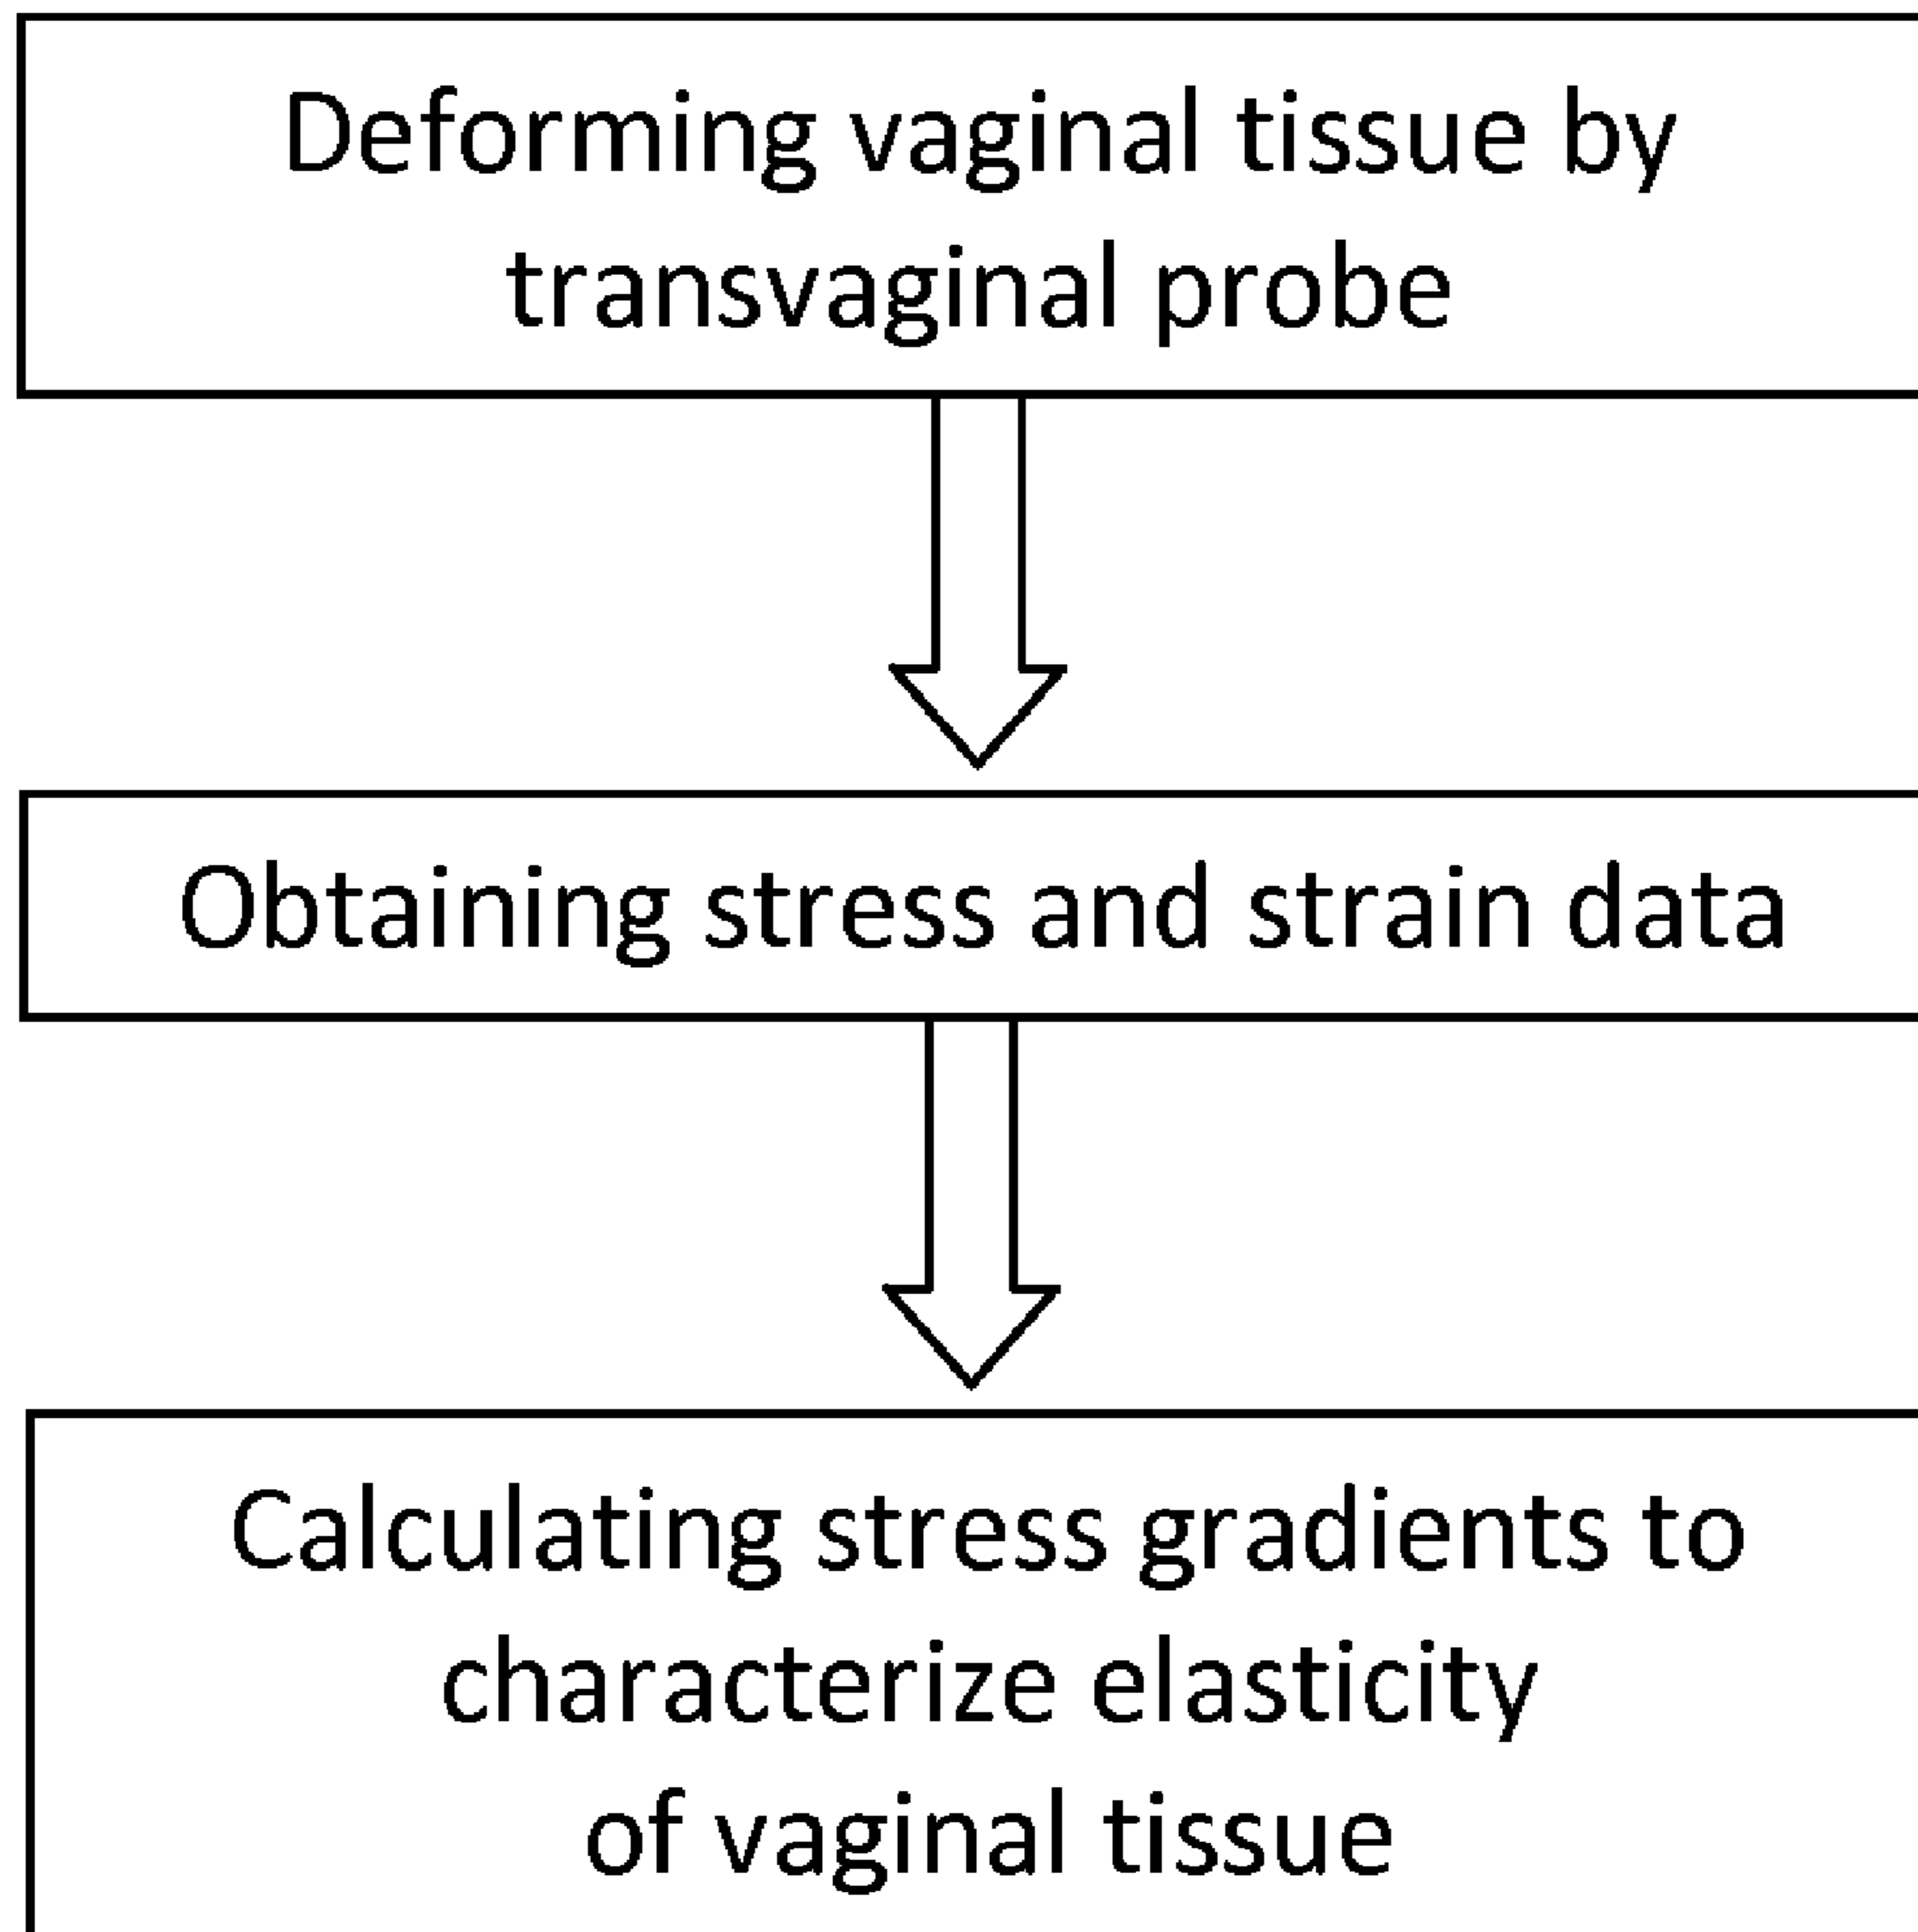 Deforming vaginal tissue by
transvaginal probe
Obtaining stress and strain data
Calculating stress gradients to
characterize elasticity
of vaginal tissue